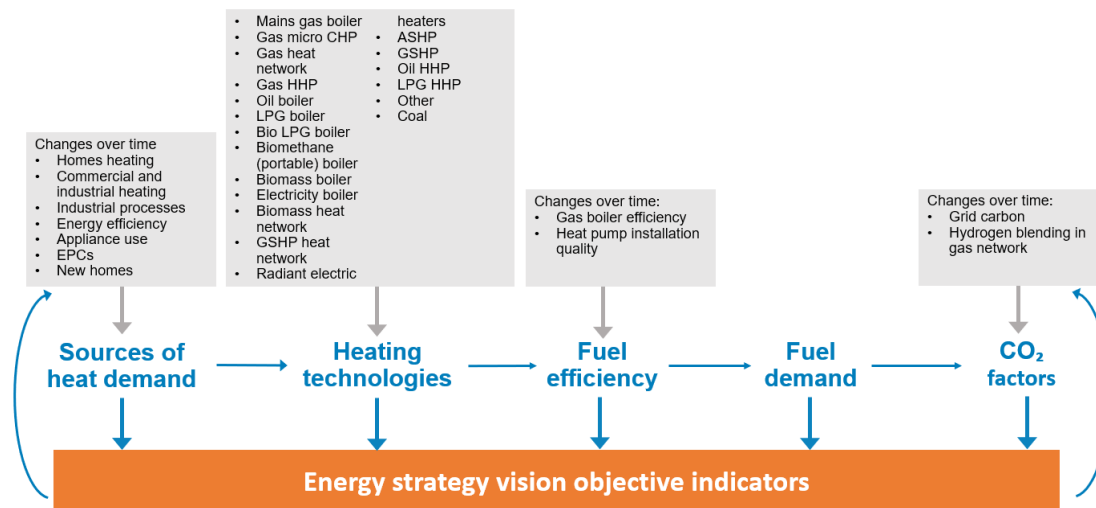 Changes over time
• Homes heating
• Commercial and
industrial heating
• Industrial processes
• Energy efficiency
• Appliance use
• EPCs
• New homes
• Mains gas boiler
• Gas micro CHP
• Gas heat
network
• Gas HHP
• Oil boiler
• LPG boiler
• Bio LPG boiler
• Biomethane
(portable) boiler
• Biomass boiler
• Electricity boiler
• Biomass heat
network
• GSHP heat
network
• Radiant electric
heaters
• ASHP
• GSHP
• Oil HHP
• LPG HHP
• Other
• Coal
Changes over time:
• Gas boiler efficiency
• Heat pump installation
quality
Changes over time:
• Grid carbon
• Hydrogen blending in
gas network
Sources of
heat demand
Heating
technologies
Fuel
efficiency
Fuel
demand
CO₂
factors
Energy strategy vision objective indicators